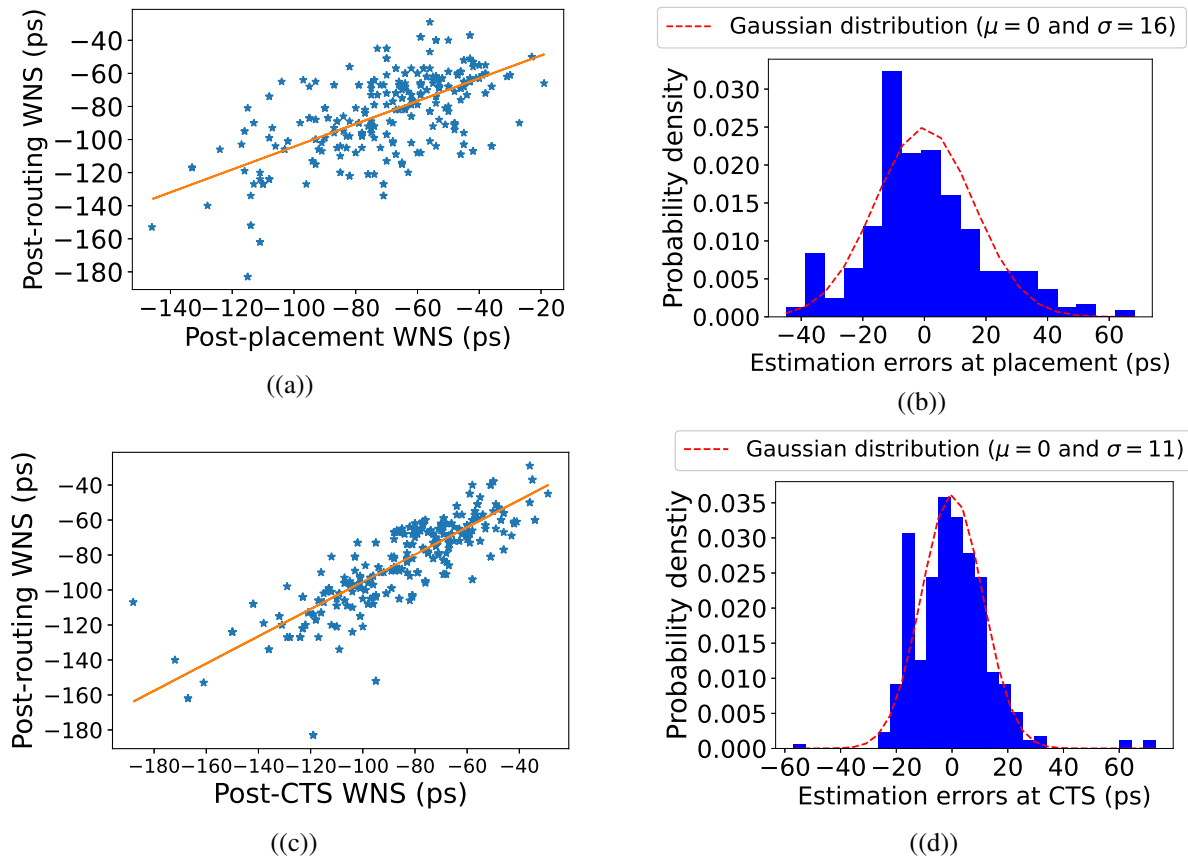 −40
−60
−80
−100
−120
−140
−160
−180
Post-routing WNS (ps)
−140 −120 −100 −80 −60 −40 −20
Post-placement WNS (ps)
((a))
Gaussian distribution (μ = 0 and σ = 16)
0.030
0.025
0.020
0.015
0.010
0.005
0.000
Probability density
−40 −20 0 20 40 60
Estimation errors at placement (ps)
((b))
−40
−60
−80
−100
−120
−140
−160
−180
Post-routing WNS (ps)
−180 −160 −140 −120 −100 −80 −60 −40
Post-CTS WNS (ps)
((c))
Gaussian distribution (μ = 0 and σ = 11)
0.035
0.030
0.025
0.020
0.015
0.010
0.005
0.000
Probability denstiy
−60 −40 −20 0 20 40 60
Estimation errors at CTS (ps)
((d))